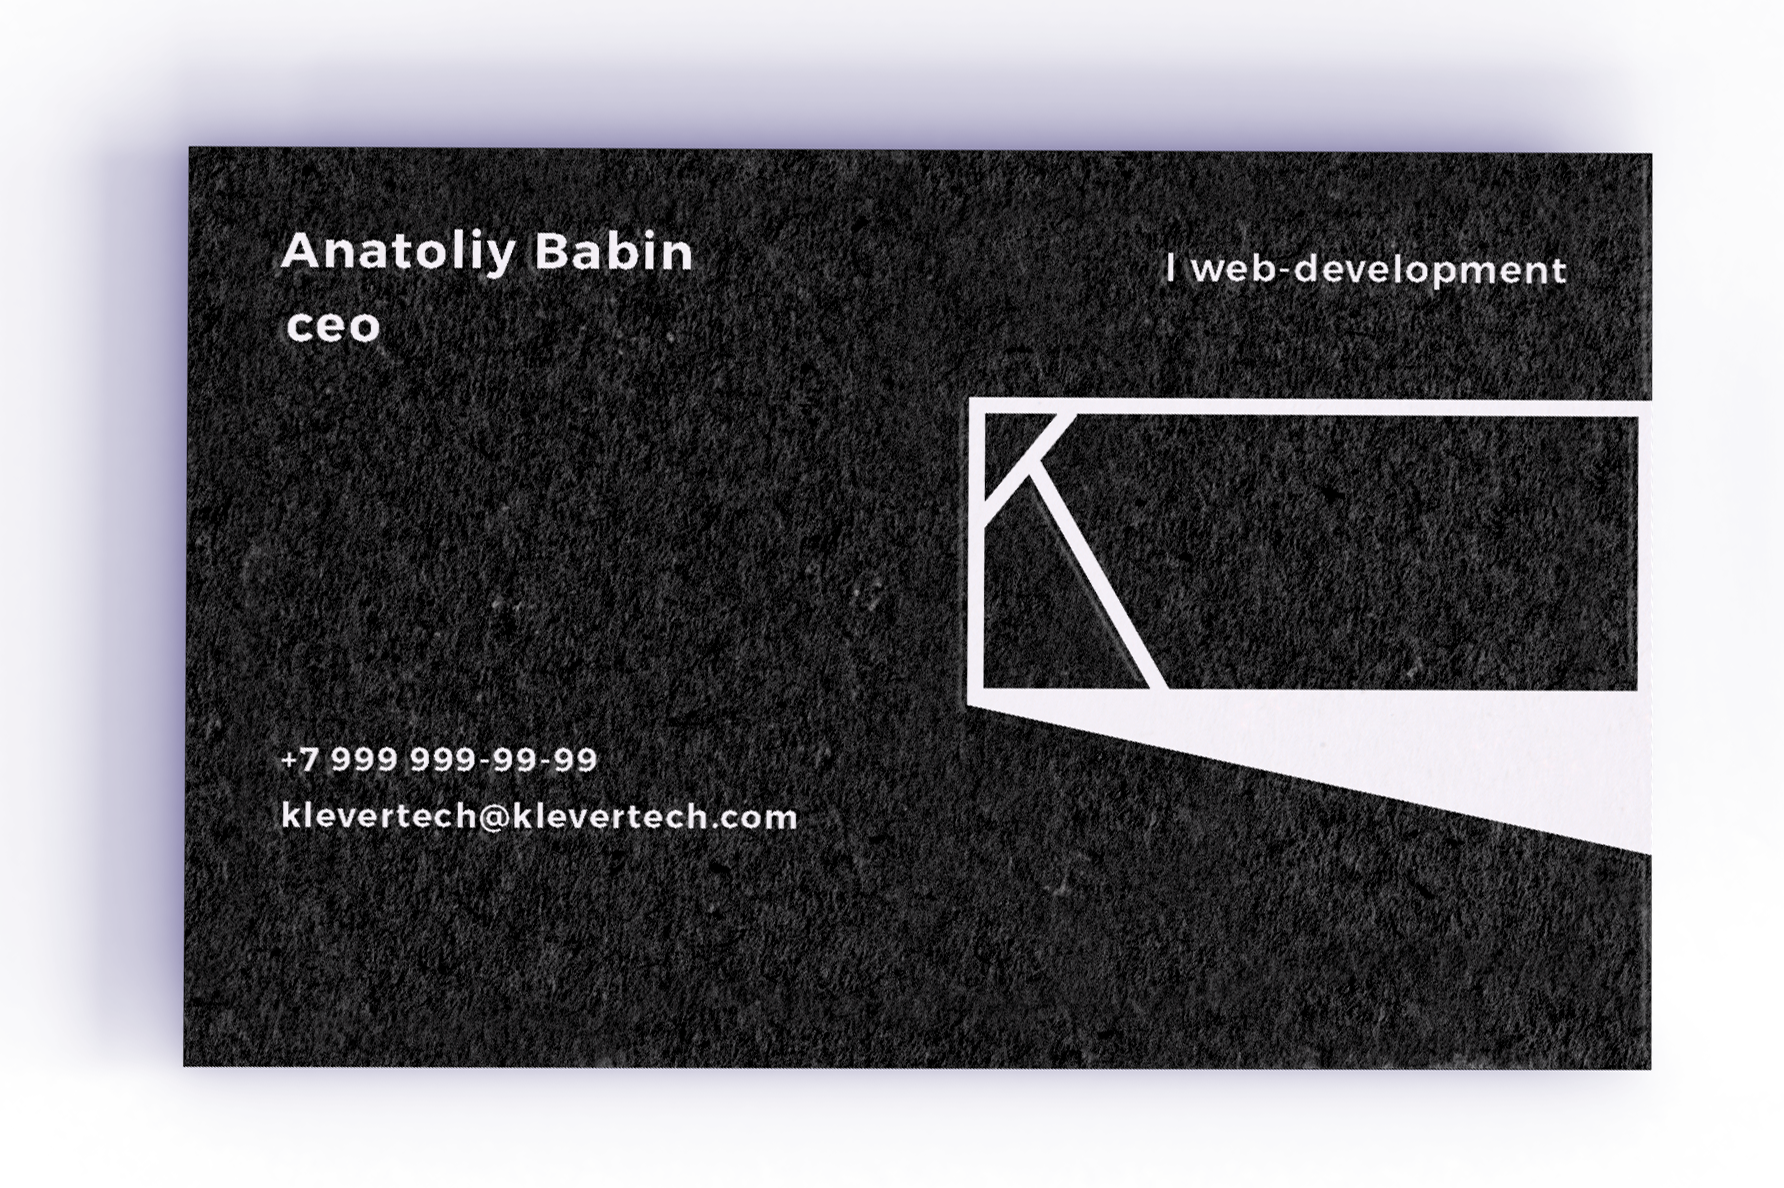 Anatoliy Babin
ceo
| web-development
K
+7 999 999-99-99
klevertech@klevertech.com